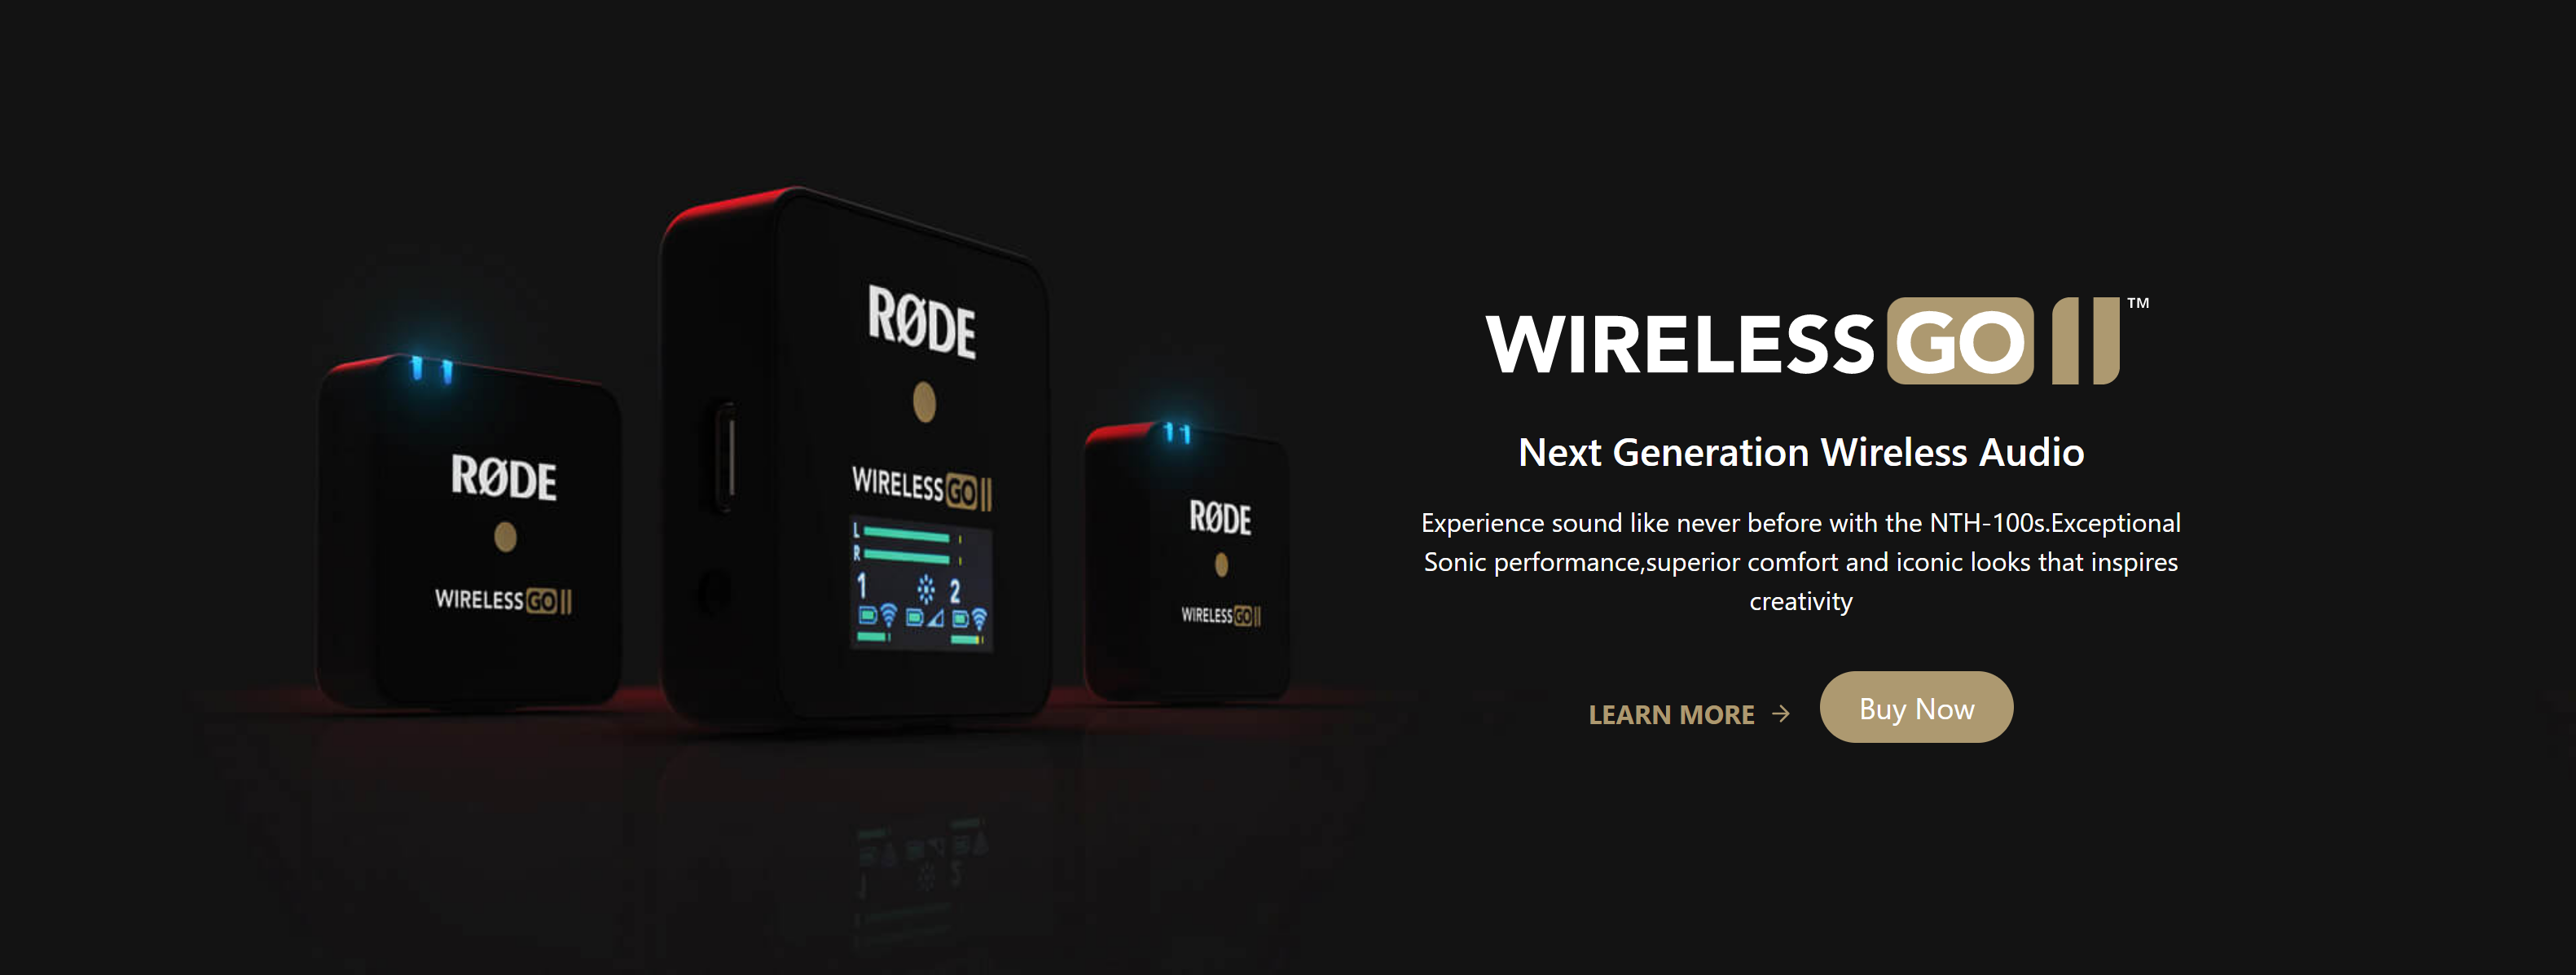 RØDE
WIRELESS GO II
RØDE
WIRELESS GO II
L
R
1 2
RØDE
WIRELESS GO II
WIRELESS GO II™
Next Generation Wireless Audio
Experience sound like never before with the NTH-100s.Exceptional
Sonic performance,superior comfort and iconic looks that inspires
creativity
LEARN MORE →
Buy Now